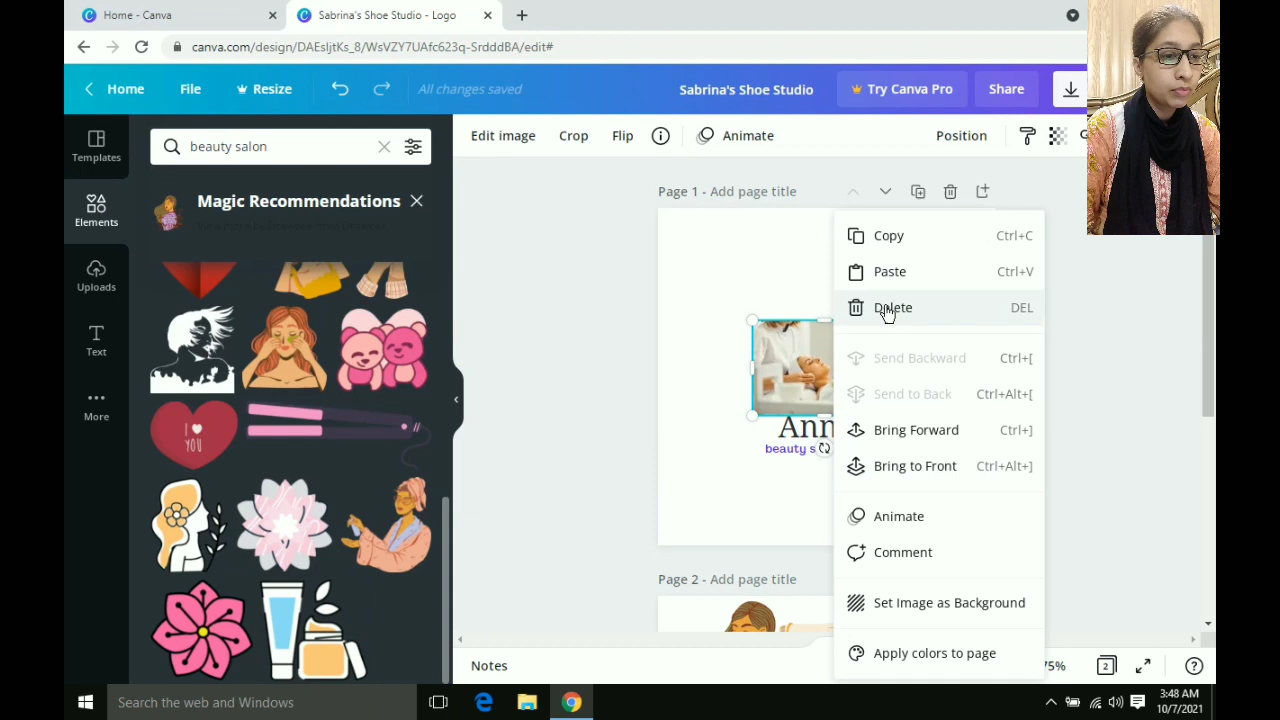 Home - Canva
Sabrina's Shoe Studio - Logo
canva.com/design/DAEsljtKs_8/WsVZY7UAfc623q-SrdddBA/edit#
Home
File
Resize
All changes saved
Sabrina's Shoe Studio
Try Canva Pro
Share
Templates
Elements
Uploads
Text
More
beauty salon
Magic Recommendations
I
YOU
Edit image
Crop
Flip
Animate
Position
Page 1 - Add page title
Ann
beauty s
Copy Ctrl+C
Paste Ctrl+V
Delete DEL
Send Backward Ctrl+[
Send to Back Ctrl+Alt+[
Bring Forward Ctrl+]
Bring to Front Ctrl+Alt+]
Animate
Comment
Set Image as Background
Apply colors to page
Page 2 - Add page title
Notes
75%
2
Search the web and Windows
3:48 AM
10/7/2021